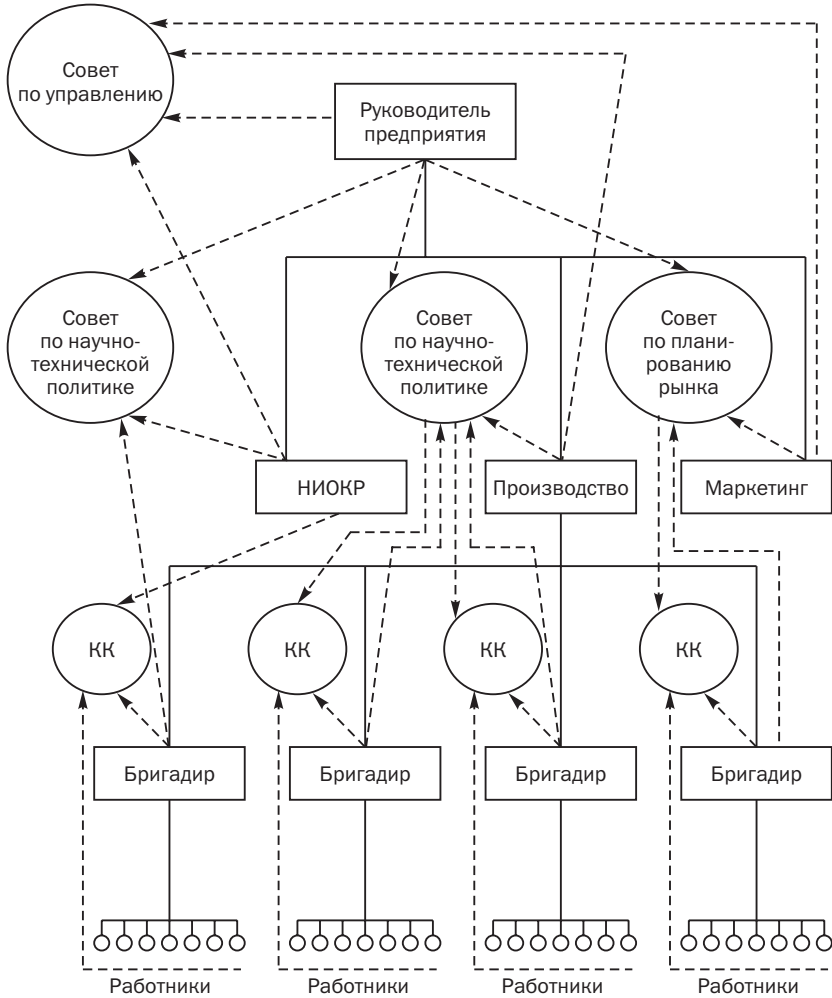 Совет
по управлению
Руководитель
предприятия
Совет
по научно-
технической
политике
Совет
по научно-
технической
политике
Совет
по плани-
рованию
рынка
НИОКР
Производство
Маркетинг
КК
КК
КК
КК
Бригадир
Бригадир
Бригадир
Бригадир
Работники
Работники
Работники
Работники